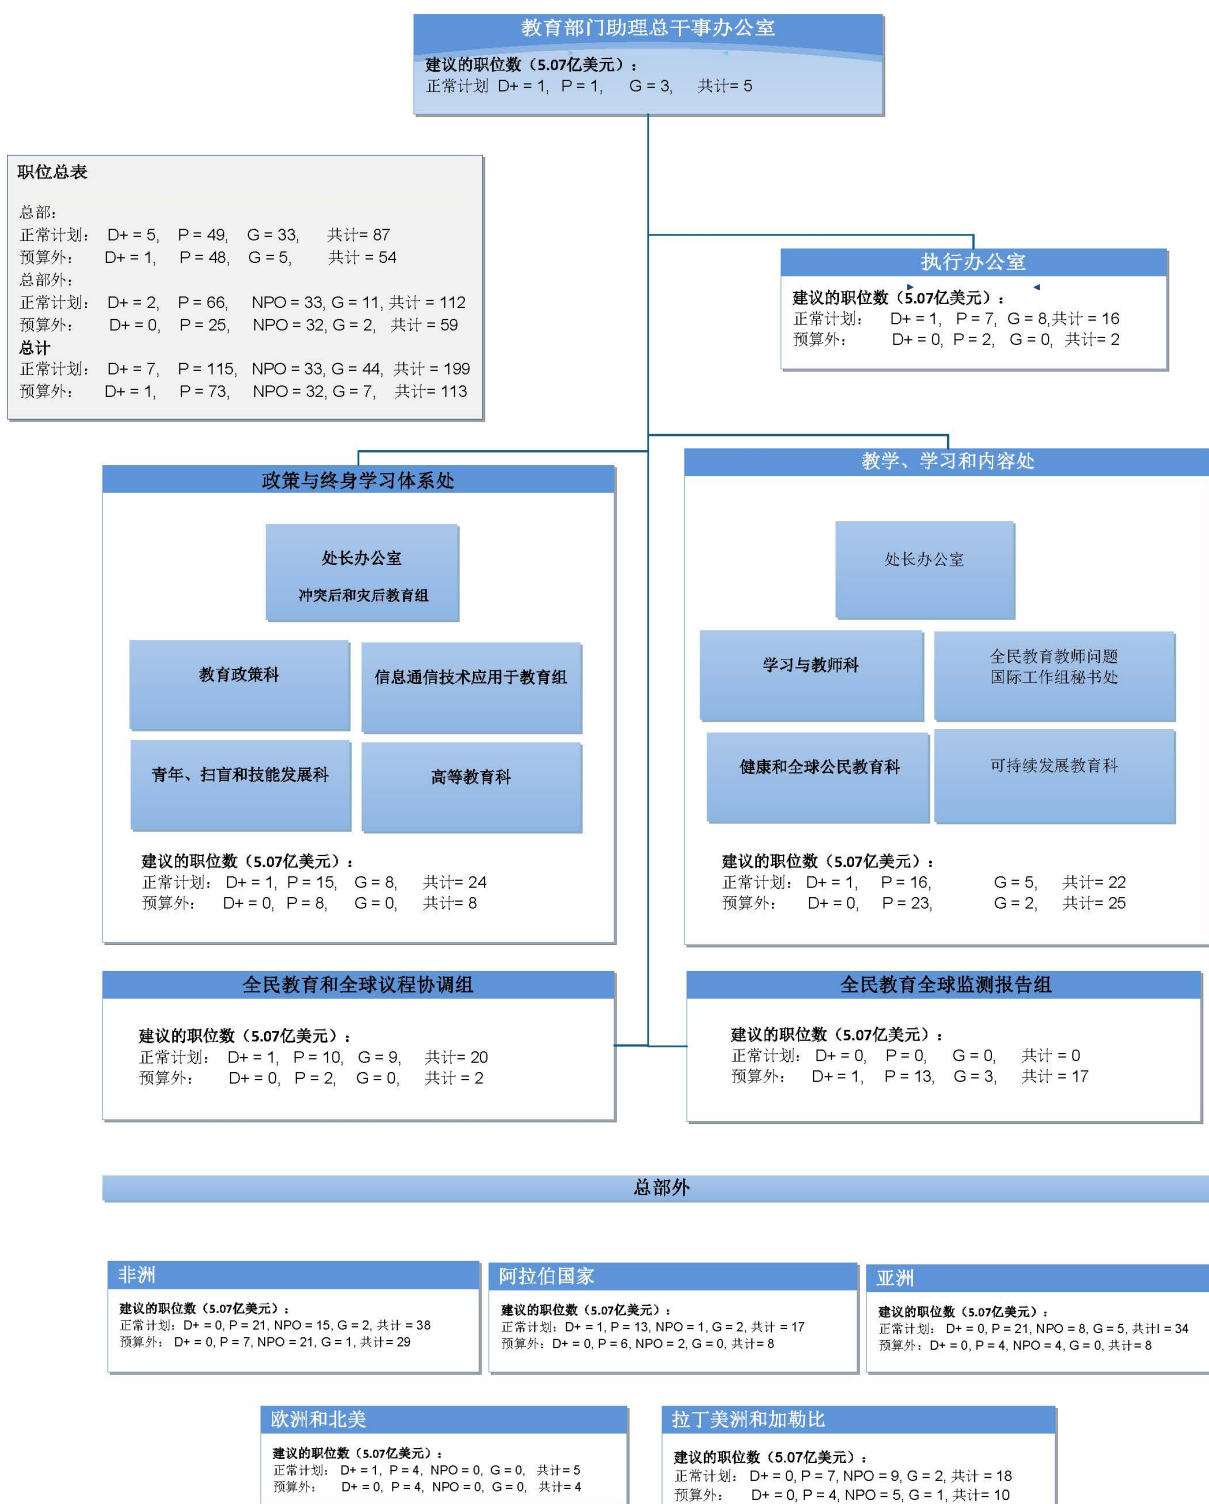 教育部门助理总干事办公室
建议的职位数（5.07亿美元）：
正常计划 D+ = 1, P = 1, G = 3, 共计= 5
职位总表
总部：
正常计划： D+ = 5, P = 49, G = 33, 共计= 87
预算外： D+ = 1, P = 48, G = 5, 共计 = 54
总部外：
正常计划： D+ = 2, P = 66, NPO = 33, G = 11, 共计 = 112
预算外： D+ = 0, P = 25, NPO = 32, G = 2, 共计 = 59
总计
正常计划： D+ = 7, P = 115, NPO = 33, G = 44, 共计 = 199
预算外： D+ = 1, P = 73, NPO = 32, G = 7, 共计= 113
执行办公室
建议的职位数（5.07亿美元）：
正常计划： D+ = 1, P = 7, G = 8,共计 = 16
预算外： D+ = 0, P = 2, G = 0, 共计= 2
政策与终身学习体系处
处长办公室
冲突后和灾后教育组
教育政策科
信息通信技术应用于教育组
青年、扫盲和技能发展科
高等教育科
建议的职位数（5.07亿美元）：
正常计划： D+ = 1, P = 15, G = 8, 共计= 24
预算外： D+ = 0, P = 8, G = 0, 共计= 8
教学、学习和内容处
处长办公室
学习与教师科
全民教育教师问题
国际工作组秘书处
健康和全球公民教育科
可持续发展教育科
建议的职位数（5.07亿美元）：
正常计划： D+ = 1, P = 16, G = 5, 共计= 22
预算外： D+ = 0, P = 23, G = 2, 共计= 25
全民教育和全球议程协调组
建议的职位数（5.07亿美元）：
正常计划： D+ = 1, P = 10, G = 9, 共计= 20
预算外： D+ = 0, P = 2, G = 0, 共计 = 2
全民教育全球监测报告组
建议的职位数（5.07亿美元）：
正常计划： D+ = 0, P = 0, G = 0, 共计 = 0
预算外： D+ = 1, P = 13, G = 3, 共计 = 17
总部外
非洲
建议的职位数（5.07亿美元）：
正常计划：D+ = 0, P = 21, NPO = 15, G = 2, 共计 = 38
预算外： D+ = 0, P = 7, NPO = 21, G = 1, 共计= 29
阿拉伯国家
建议的职位数（5.07亿美元）：
正常计划：D+ = 1, P = 13, NPO = 1, G = 2, 共计 = 17
预算外：D+ = 0, P = 6, NPO = 2, G = 0, 共计= 8
亚洲
建议的职位数（5.07亿美元）：
正常计划： D+ = 0, P = 21, NPO = 8, G = 5, 共计l = 34
预算外：D+ = 0, P = 4, NPO = 4, G = 0, 共计= 8
欧洲和北美
建议的职位数（5.07亿美元）：
正常计划： D+ = 1, P = 4, NPO = 0, G = 0, 共计= 5
预算外： D+ = 0, P = 4, NPO = 0, G = 0, 共计= 4
拉丁美洲和加勒比
建议的职位数（5.07亿美元）：
正常计划： D+ = 0, P = 7, NPO = 9, G = 2, 共计 = 18
预算外： D+ = 0, P = 4, NPO = 5, G = 1, 共计= 10